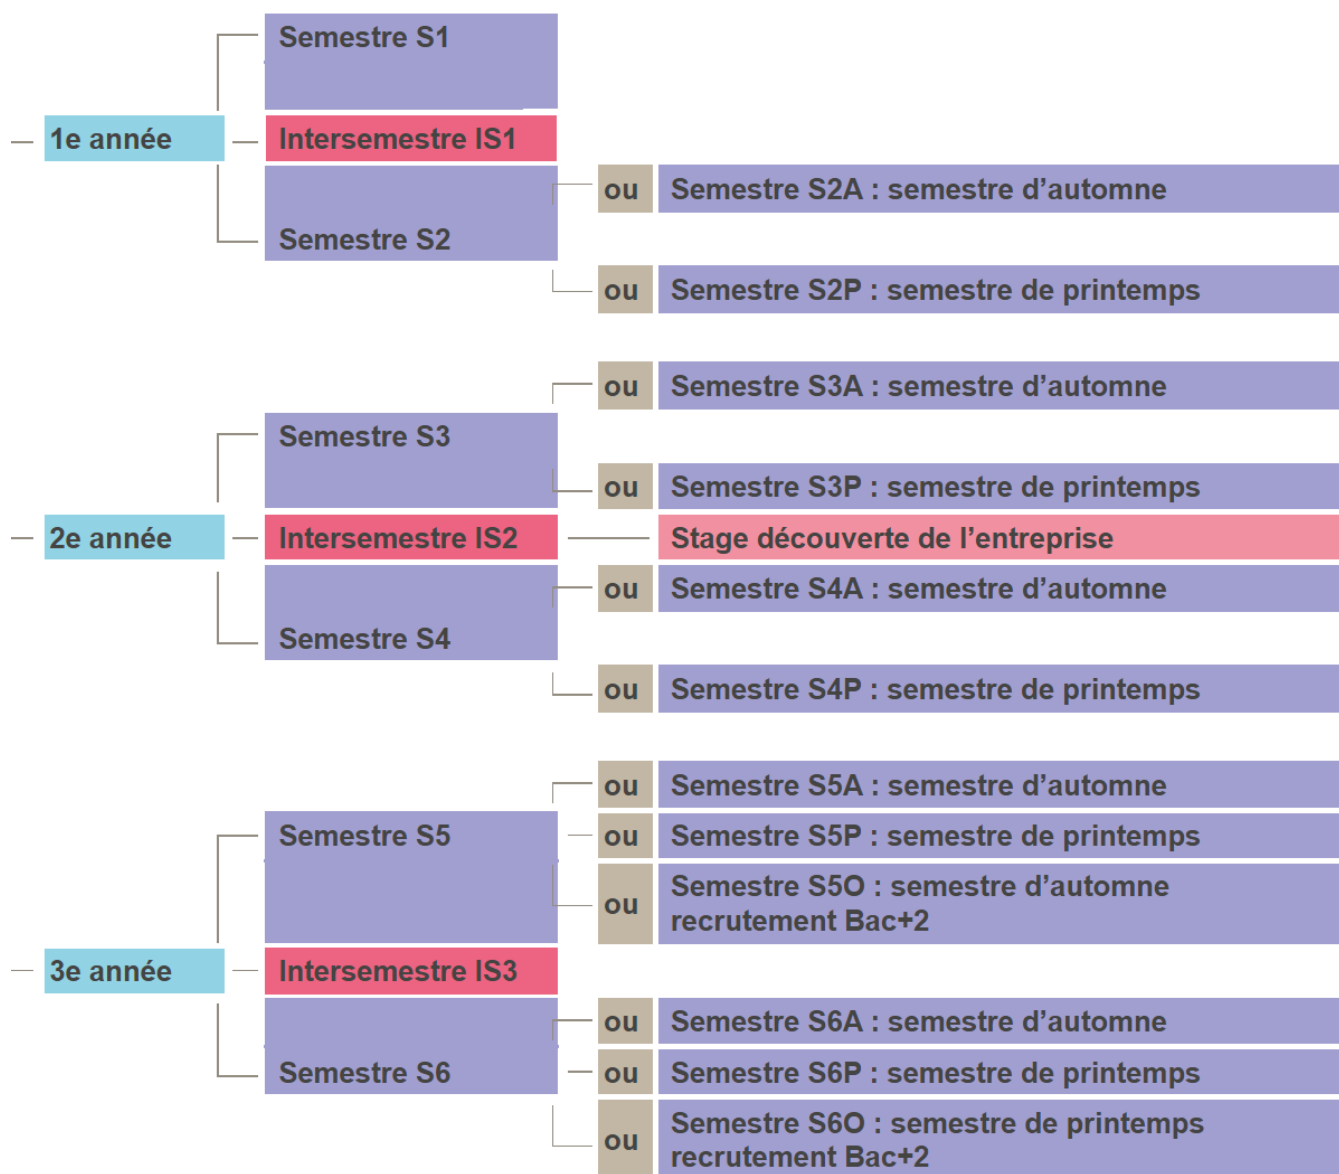 Semestre S1
1e année
Intersemestre IS1
Semestre S2
ou Semestre S2A : semestre d’automne
ou Semestre S2P : semestre de printemps
2e année
Semestre S3
ou Semestre S3A : semestre d’automne
ou Semestre S3P : semestre de printemps
Intersemestre IS2
Stage découverte de l’entreprise
Semestre S4
ou Semestre S4A : semestre d’automne
ou Semestre S4P : semestre de printemps
3e année
Semestre S5
ou Semestre S5A : semestre d’automne
ou Semestre S5P : semestre de printemps
ou Semestre S5O : semestre d’automne
recrutement Bac+2
Intersemestre IS3
Semestre S6
ou Semestre S6A : semestre d’automne
ou Semestre S6P : semestre de printemps
ou Semestre S6O : semestre de printemps
recrutement Bac+2